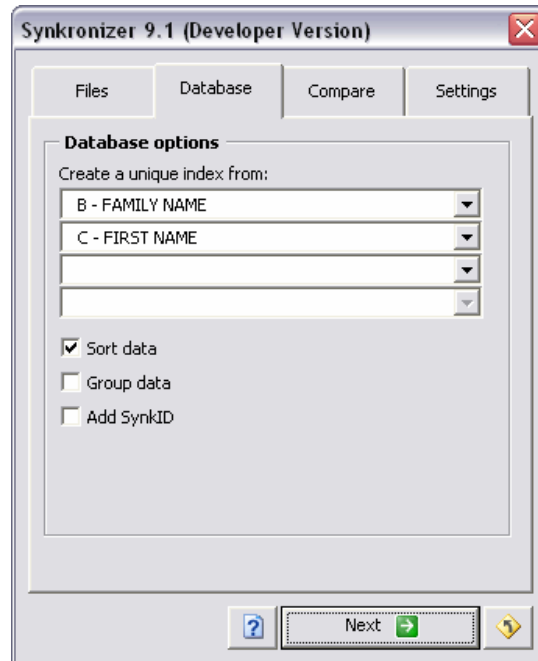 Synkronizer 9.1 (Developer Version)
Files Database Compare Settings
Database options
Create a unique index from:
B - FAMILY NAME
C - FIRST NAME
Sort data
Group data
Add SynkID
Next